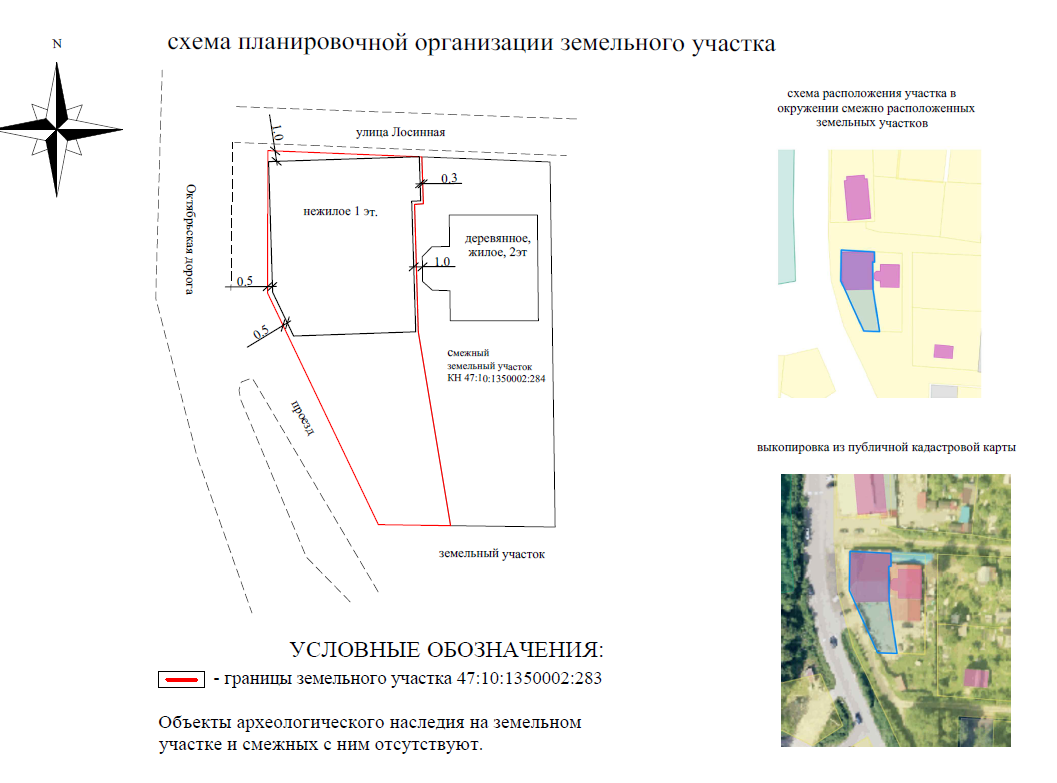 N
схема планировочной организации земельного участка
схема расположения участка в
окружении смежно расположенных
земельных участков
1.0
улица Лосинная
0.3
Октябрьская дорога
нежилое 1 эт.
деревянное,
жилое, 2эт
1.0
0.5
0.5
смежный
земельный участок
КН 47:10:1350002:284
проезд
выкопировка из публичной кадастровой карты
земельный участок
УСЛОВНЫЕ ОБОЗНАЧЕНИЯ:
- границы земельного участка 47:10:1350002:283
Объекты археологического наследия на земельном
участке и смежных с ним отсутствуют.